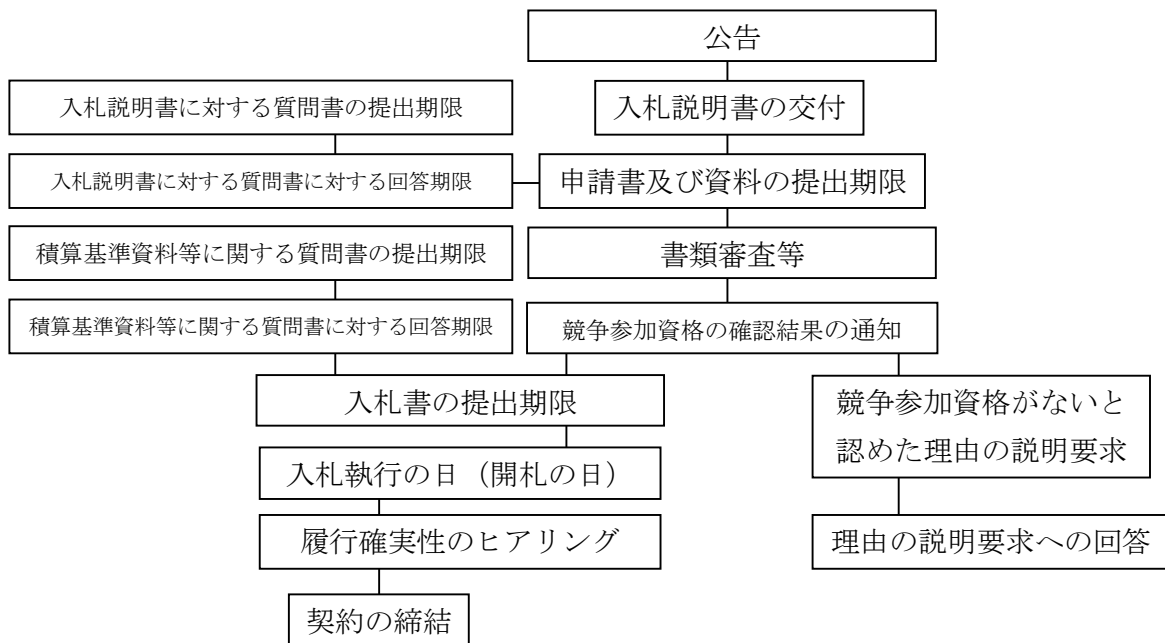 公告
入札説明書に対する質問書の提出期限
入札説明書の交付
入札説明書に対する質問書に対する回答期限
申請書及び資料の提出期限
積算基準資料等に関する質問書の提出期限
書類審査等
積算基準資料等に関する質問書に対する回答期限
競争参加資格の確認結果の通知
入札書の提出期限
競争参加資格がないと
認めた理由の説明要求
入札執行の日（開札の日）
履行確実性のヒアリング
理由の説明要求への回答
契約の締結